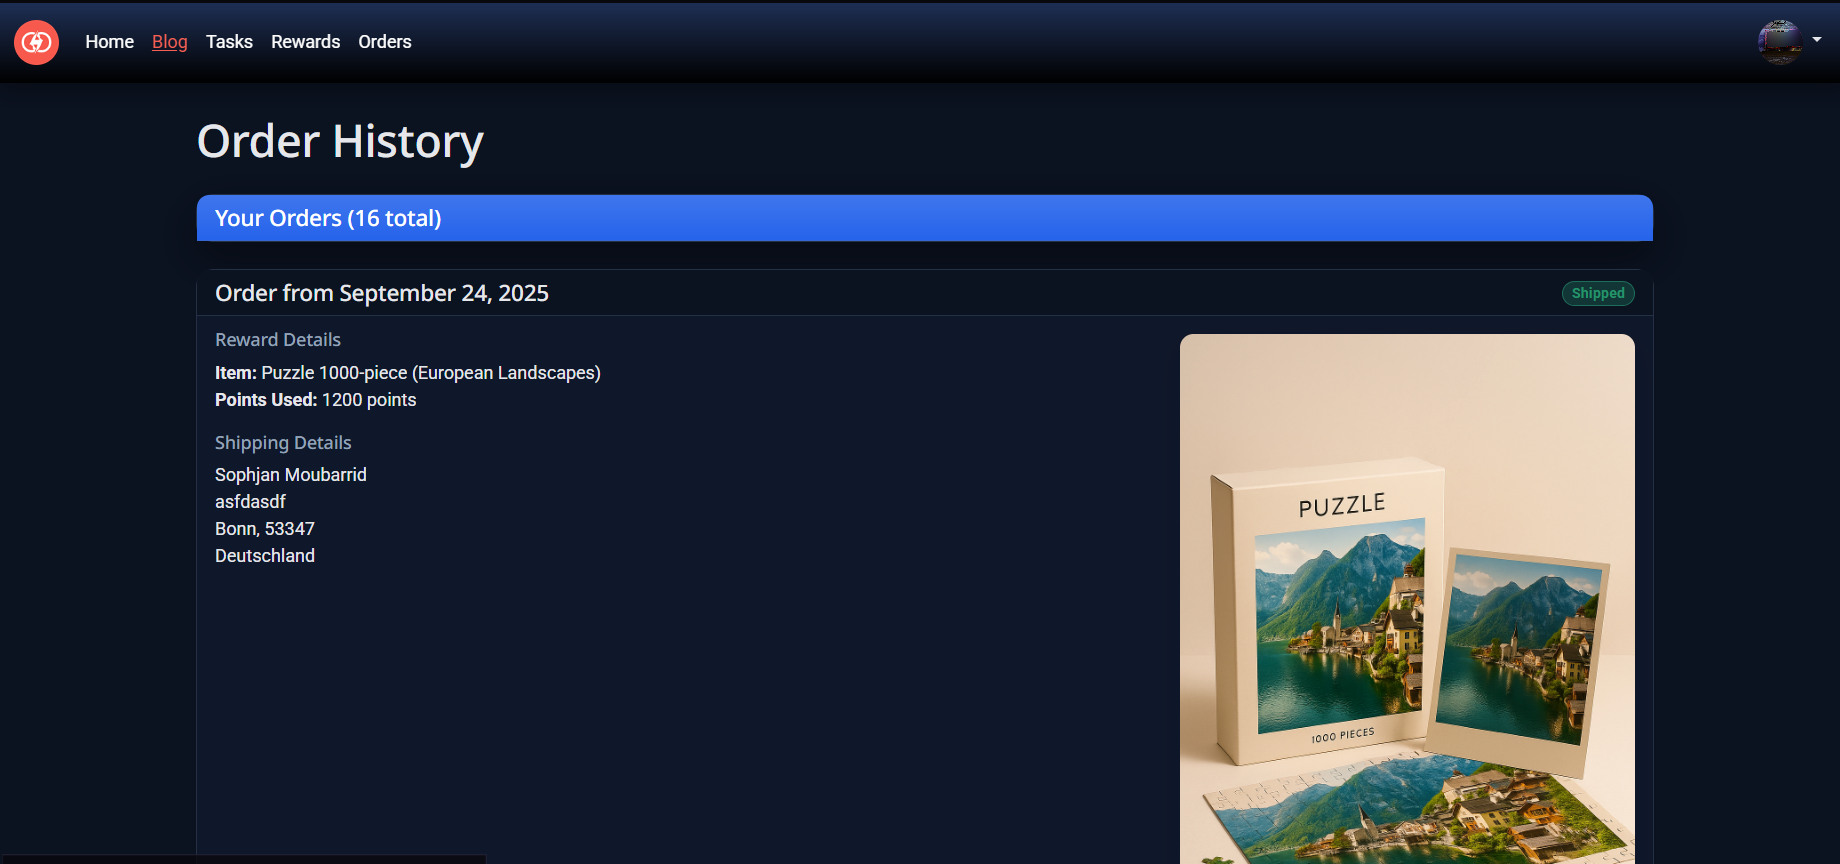 Home Blog Tasks Rewards Orders
Order History
Your Orders (16 total)
Order from September 24, 2025
Shipped
Reward Details
Item: Puzzle 1000-piece (European Landscapes)
Points Used: 1200 points
Shipping Details
Sophjan Moubarrid
asfdasdf
Bonn, 53347
Deutschland
PUZZLE
1000 PIECES